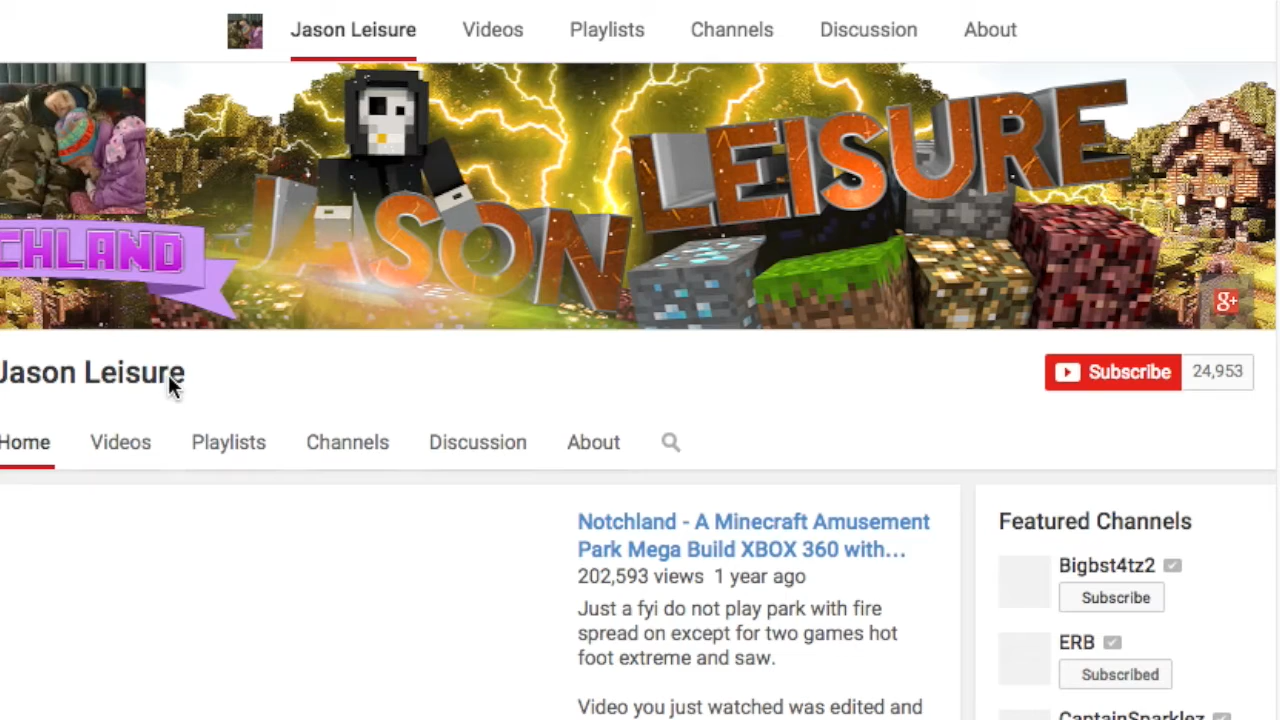 Jason Leisure Videos Playlists Channels Discussion About
JASON LEISURE
CHLAND
g+
Jason Leisure
Subscribe 24,953
Home Videos Playlists Channels Discussion About
Notchland - A Minecraft Amusement
Park Mega Build XBOX 360 with...
202,593 views 1 year ago
Just a fyi do not play park with fire
spread on except for two games hot
foot extreme and saw.
Video you just watched was edited and
Featured Channels
Bigbst4tz2
Subscribe
ERB
Subscribed
CaptainSparklez